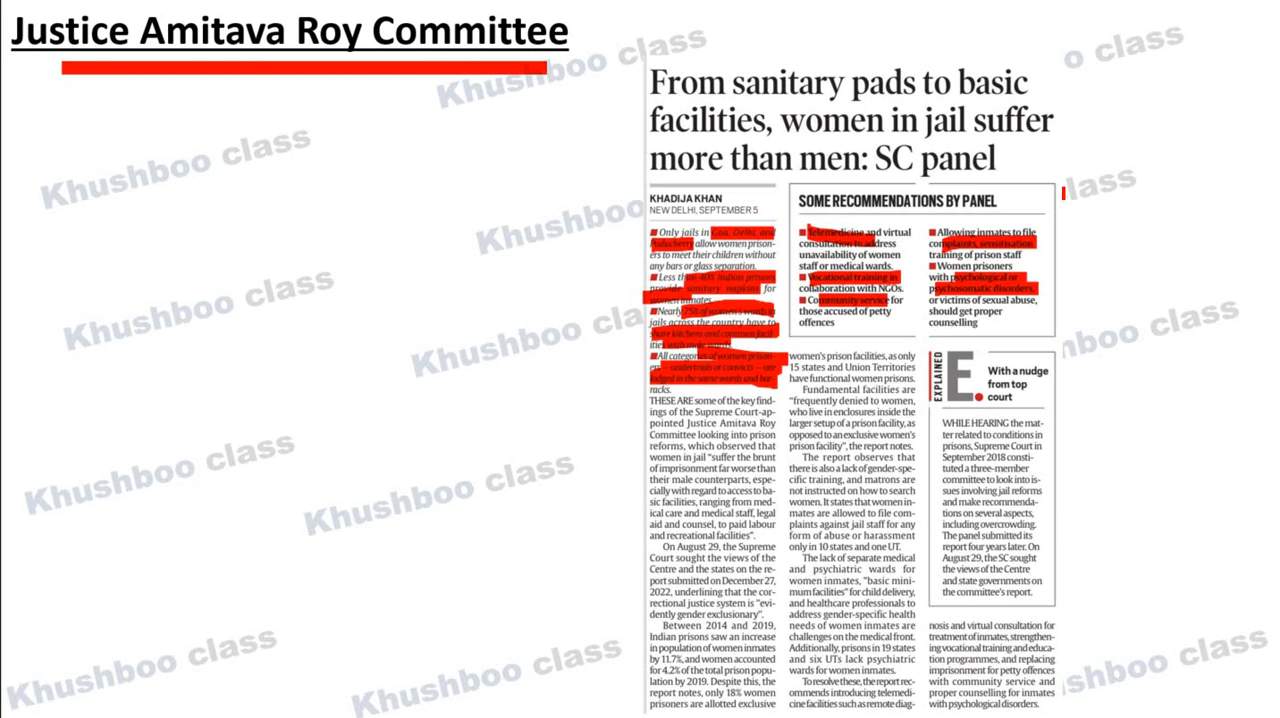 Justice Amitava Roy Committee
From sanitary pads to basic
facilities, women in jail suffer
more than men: SC panel
KHADIJA KHAN
NEW DELHI, SEPTEMBER 5
Only jails in Goa, Delhi, and
Puducherry allow women prison-
ers to meet their children without
any bars or glass separation.
Less than 40% Indian prisons
provide sanitary napkins for
women inmates.
Nearly 75% of women's wards in
jails across the country have to
share kitchens and common facil-
ities with male wards.
All categories of women prison-
ers — undertrials or convicts — are
lodged in the same wards and bar-
racks.
THESE ARE some of the key find-
ings of the Supreme Court-ap-
pointed Justice Amitava Roy
Committee looking into prison
reforms, which observed that
women in jail "suffer the brunt
of imprisonment far worse than
their male counterparts, espe-
cially with regard to access to ba-
sic facilities, ranging from med-
ical care and medical staff, legal
aid and counsel, to paid labour
and recreational facilities".
On August 29, the Supreme
Court sought the views of the
Centre and the states on the re-
port submitted on December 27,
2022, underlining that the cor-
rectional justice system is "evi-
dently gender exclusionary".
Between 2014 and 2019,
Indian prisons saw an increase
in population of women inmates
by 11.7%, and women accounted
for 4.2% of the total prison popu-
lation by 2019. Despite this, the
report notes, only 18% women
prisoners are allotted exclusive
SOME RECOMMENDATIONS BY PANEL
Telemedicine and virtual
consultation to address
unavailability of women
staff or medical wards.
Vocational training in
collaboration with NGOs.
Community service for
those accused of petty
offences
Allowing inmates to file
complaints, sensitisation
training of prison staff
Women prisoners
with psychological or
psychosomatic disorders,
or victims of sexual abuse,
should get proper
counselling
women's prison facilities, as only
15 states and Union Territories
have functional women prisons.
Fundamental facilities are
"frequently denied to women,
who live in enclosures inside the
larger setup of a prison facility, as
opposed to an exclusive women's
prison facility", the report notes.
The report observes that
there is also a lack of gender-spe-
cific training, and matrons are
not instructed on how to search
women. It states that women in-
mates are allowed to file com-
plaints against jail staff for any
form of abuse or harassment
only in 10 states and one UT.
The lack of separate medical
and psychiatric wards for
women inmates, "basic mini-
mum facilities" for child delivery,
and healthcare professionals to
address gender-specific health
needs of women inmates are
challenges on the medical front.
Additionally, prisons in 19 states
and six UTs lack psychiatric
wards for women inmates.
To resolve these, the report rec-
ommends introducing telemedi-
cine facilities such as remote diag-
EXPLAINED
E.
With a nudge
from top
court
WHILE HEARING the mat-
ter related to conditions in
prisons, Supreme Court in
September 2018 consti-
tuted a three-member
committee to look into is-
sues involving jail reforms
and make recommenda-
tions on several aspects,
including overcrowding.
The panel submitted its
report four years later. On
August 29, the SC sought
the views of the Centre
and state governments on
the committee's report.
nosis and virtual consultation for
treatment of inmates, strengthen-
ing vocational training and educa-
tion programmes, and replacing
imprisonment for petty offences
with community service and
proper counselling for inmates
with psychological disorders.
Khushboo class
Khushboo class
Khushboo
o class
lass
Khushboo class
Khushboo cla
hboo class
Khushboo class
Khushboo class
Khushboo class
Khushboo class
shboo class